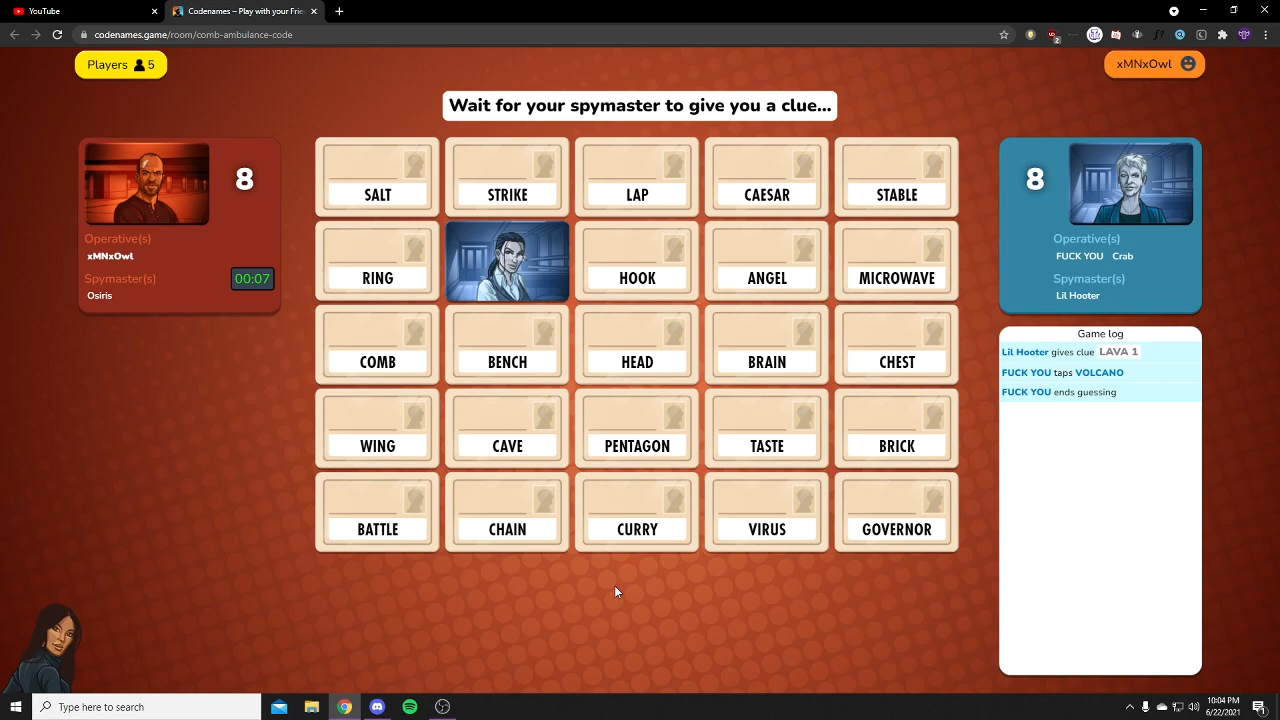 YouTube
Codenames – Play with your Frie
codenames.game/room/comb-ambulance-code
2
Players 5
xMNxOwl
Wait for your spymaster to give you a clue...
8
Operative(s)
xMNxOwl
Spymaster(s)
00:07
Osiris
SALT STRIKE LAP CAESAR STABLE
RING HOOK ANGEL MICROWAVE
COMB BENCH HEAD BRAIN CHEST
WING CAVE PENTAGON TASTE BRICK
BATTLE CHAIN CURRY VIRUS GOVERNOR
8
Operative(s)
FUCK YOU Crab
Spymaster(s)
Lil Hooter
Game log
Lil Hooter gives clue LAVA 1
FUCK YOU taps VOLCANO
FUCK YOU ends guessing
Type here to search
10:04 PM
6/22/2021